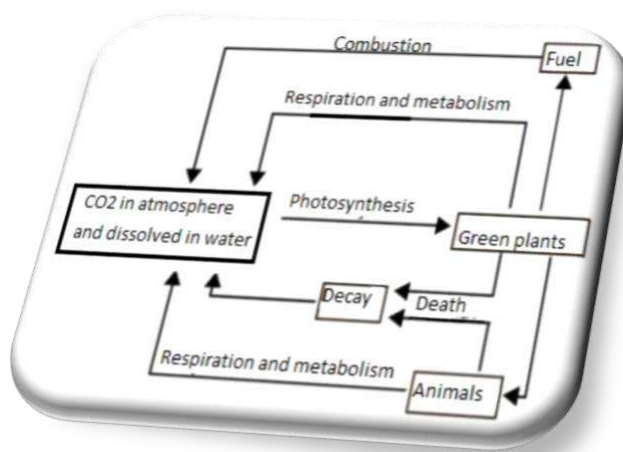 Combustion
Fuel
Respiration and metabolism
CO2 in atmosphere
and dissolved in water
Photosynthesis
Green plants
Decay
Death
Respiration and metabolism
Animals